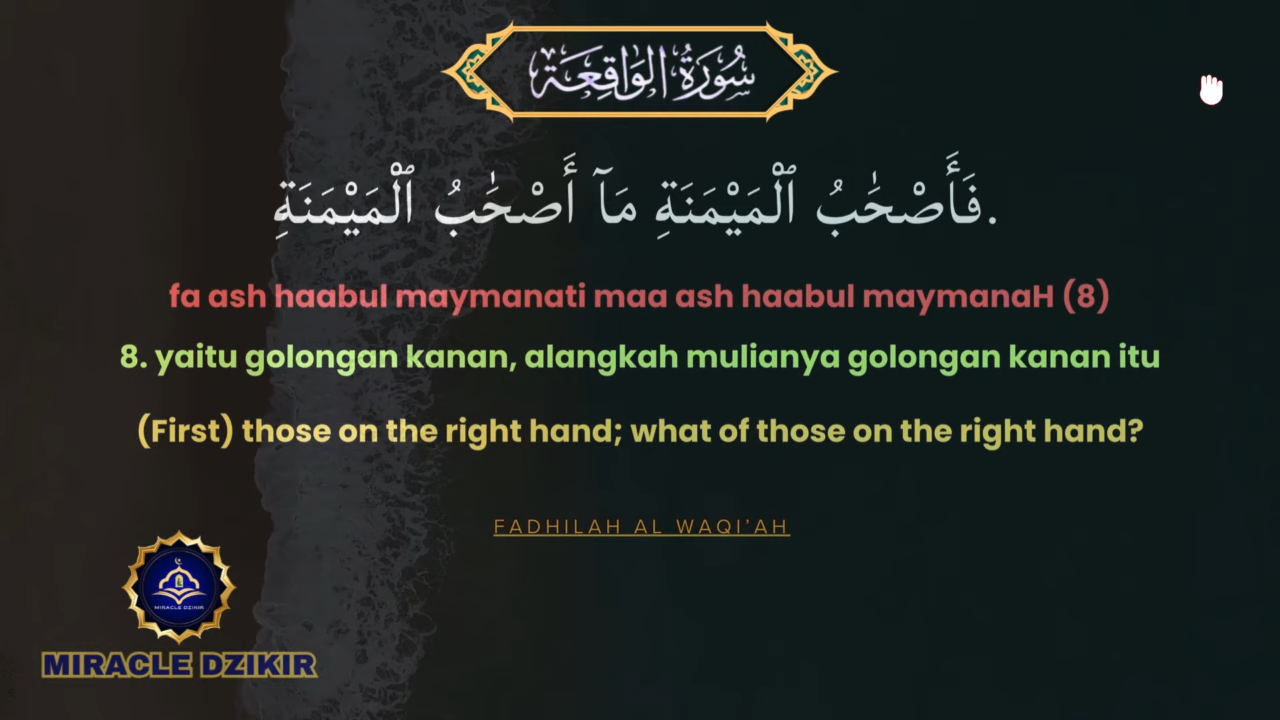 سُورَةُ الوَاقِعَة
فَأَصْحَٰبُ ٱلْمَيْمَنَةِ مَآ أَصْحَٰبُ ٱلْمَيْمَنَةِ.
fa ash haabul maymanati maa ash haabul maymanaH (8)
8. yaitu golongan kanan, alangkah mulianya golongan kanan itu
(First) those on the right hand; what of those on the right hand?
FADHILAH AL WAQI'AH
MIRACLE DZIKIR
MIRACLE DZIKIR